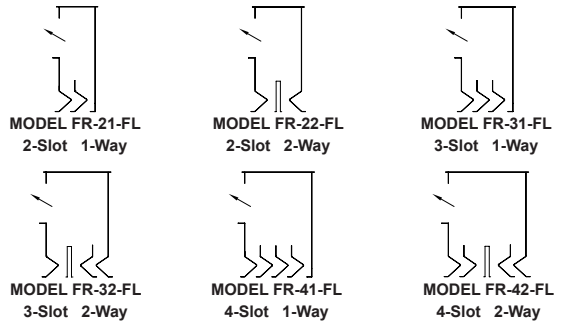 MODEL FR-21-FL
2-Slot 1-Way
MODEL FR-22-FL
2-Slot 2-Way
MODEL FR-31-FL
3-Slot 1-Way
MODEL FR-32-FL
3-Slot 2-Way
MODEL FR-41-FL
4-Slot 1-Way
MODEL FR-42-FL
4-Slot 2-Way